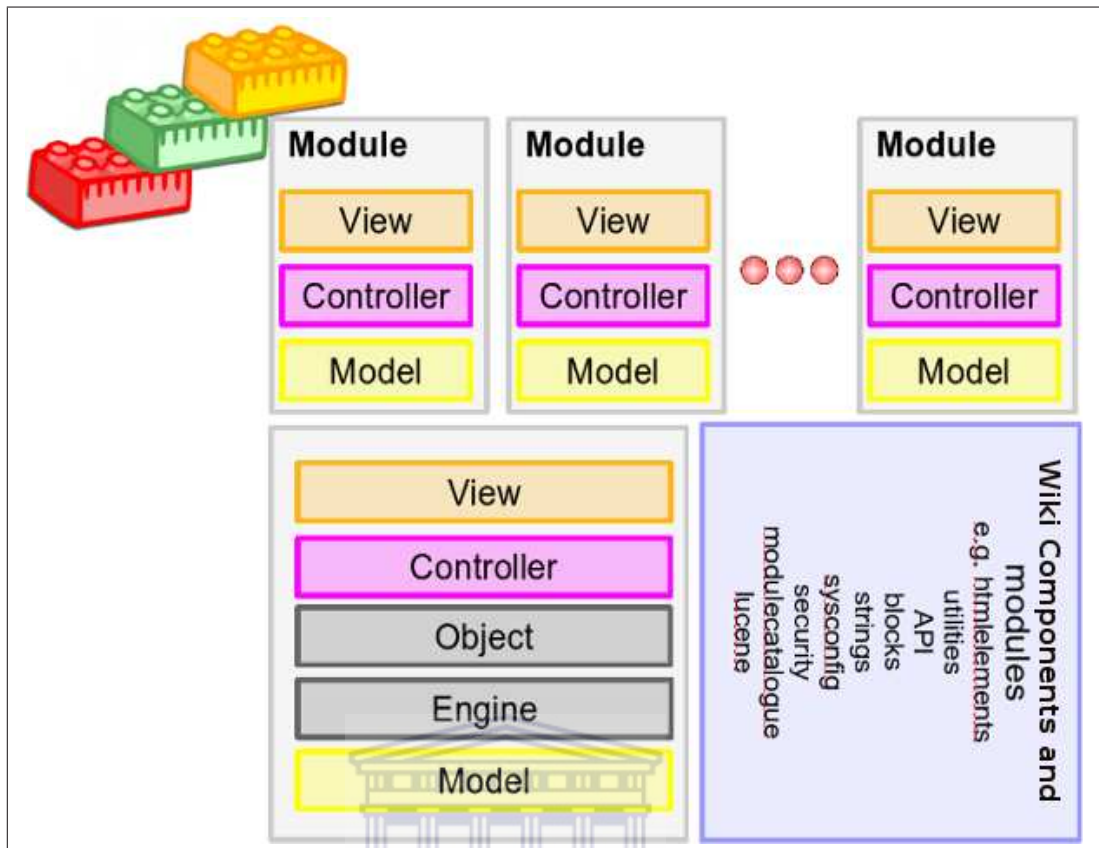 Module
View
Controller
Model
Module
View
Controller
Model
Module
View
Controller
Model
View
Controller
Object
Engine
Model
Wiki Components and
modules
e.g. htmlelements
utilities
API
blocks
strings
sysconfig
security
modulecatalogue
lucene